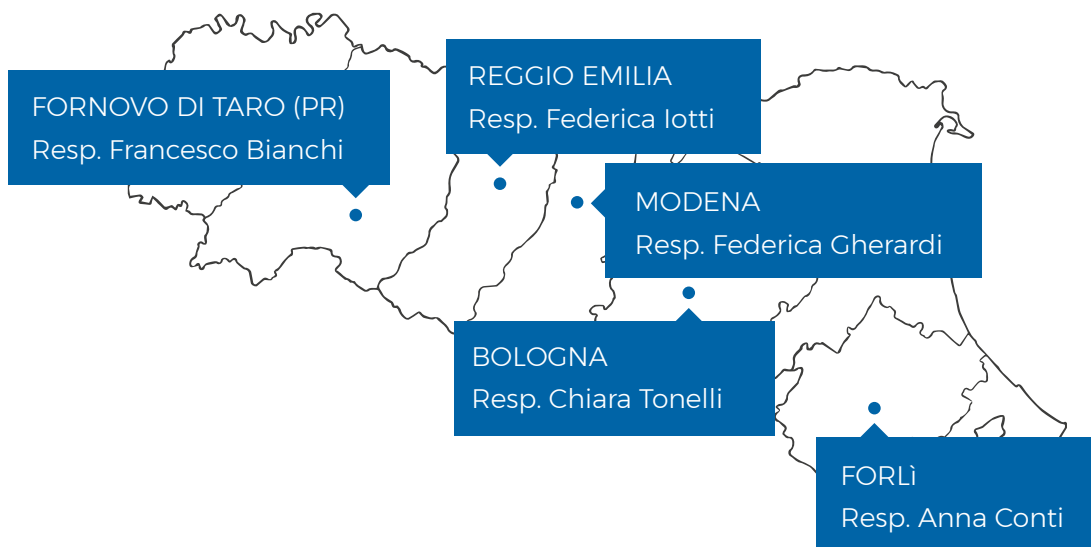 FORNOVO DI TARO (PR)
Resp. Francesco Bianchi
REGGIO EMILIA
Resp. Federica Iotti
MODENA
Resp. Federica Gherardi
BOLOGNA
Resp. Chiara Tonelli
FORLì
Resp. Anna Conti